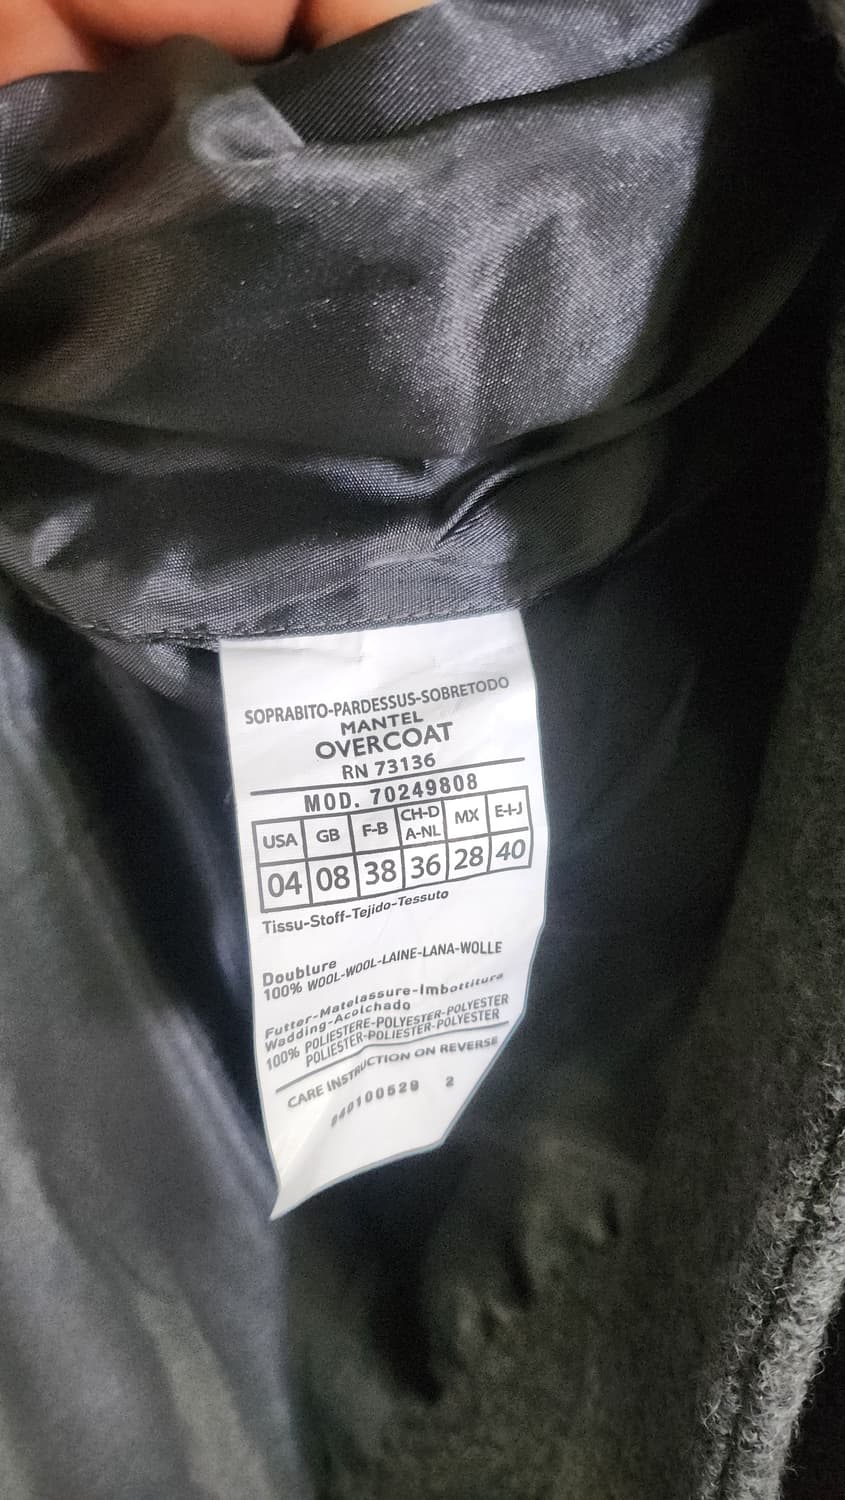 SOPRABITO-PARDESSUS-SOBRETODO
MANTEL
OVERCOAT
RN 73136
MOD. 70249808
USA GB F-B CH-D A-NL MX E-I-J
04 08 38 36 28 40
Tissu-Stoff-Tejido-Tessuto
Doublure
100% WOOL-WOOL-LAINE-LANA-WOLLE
Futter-Matelassure-Imbottitura
Wadding-Acolchado
100% POLIESTERE-POLYESTER-POLYESTER
POLIESTER-POLIESTER-POLYESTER
CARE INSTRUCTION ON REVERSE
2